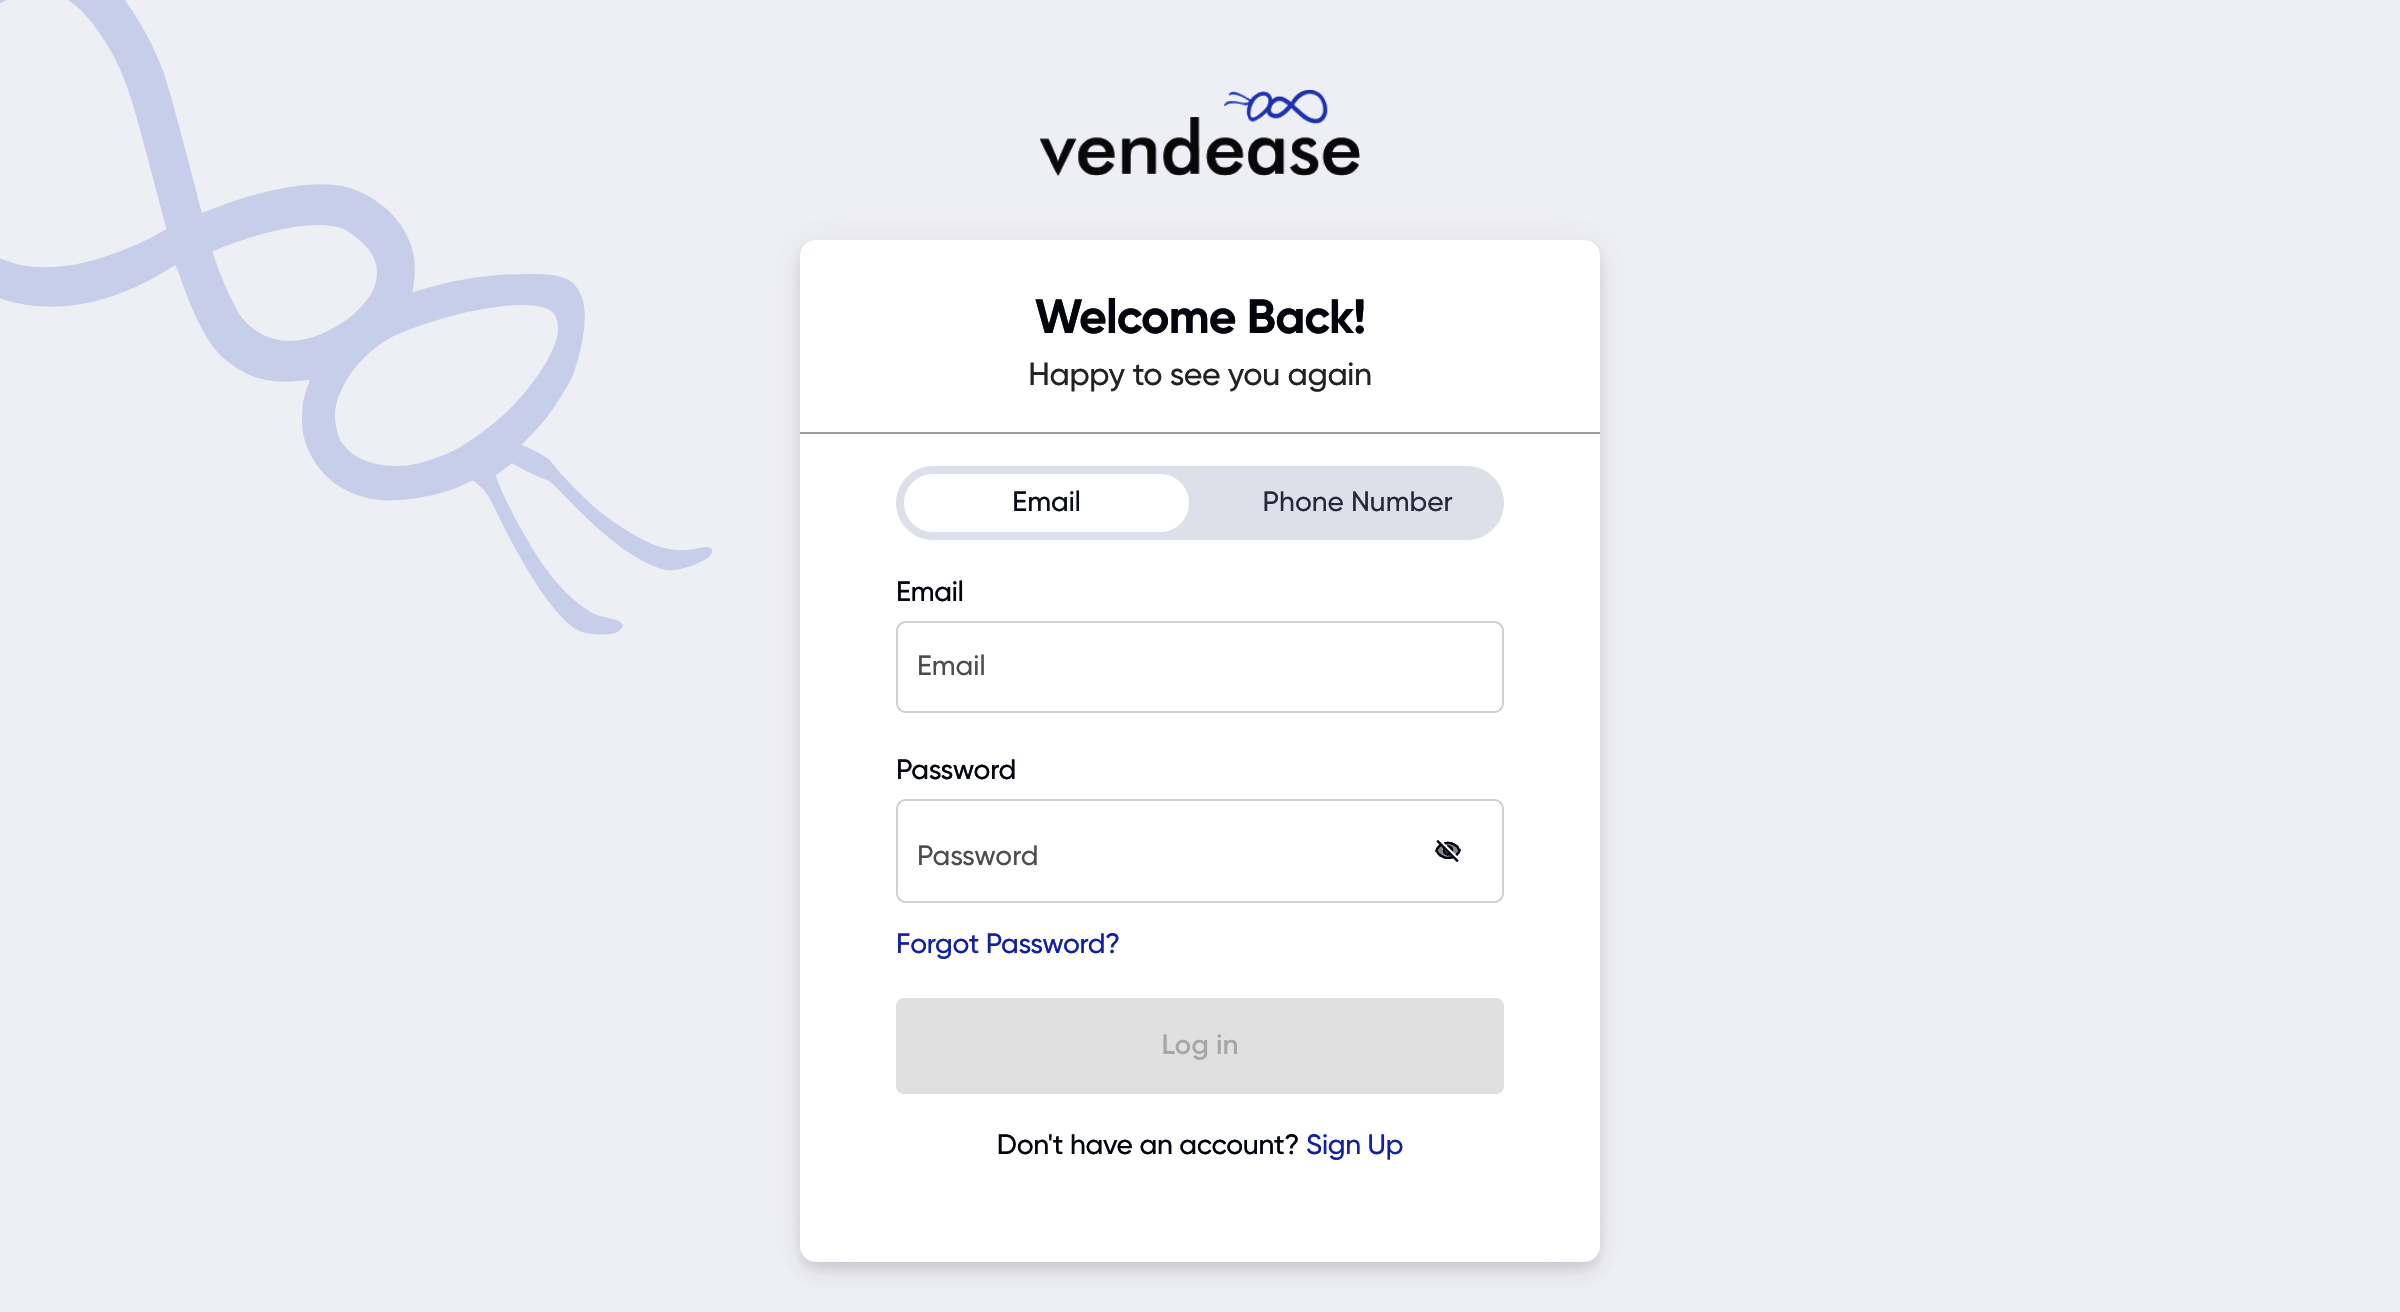 vendease
Welcome Back!
Happy to see you again
Email
Phone Number
Email
Email
Password
Password
Forgot Password?
Log in
Don't have an account? Sign Up